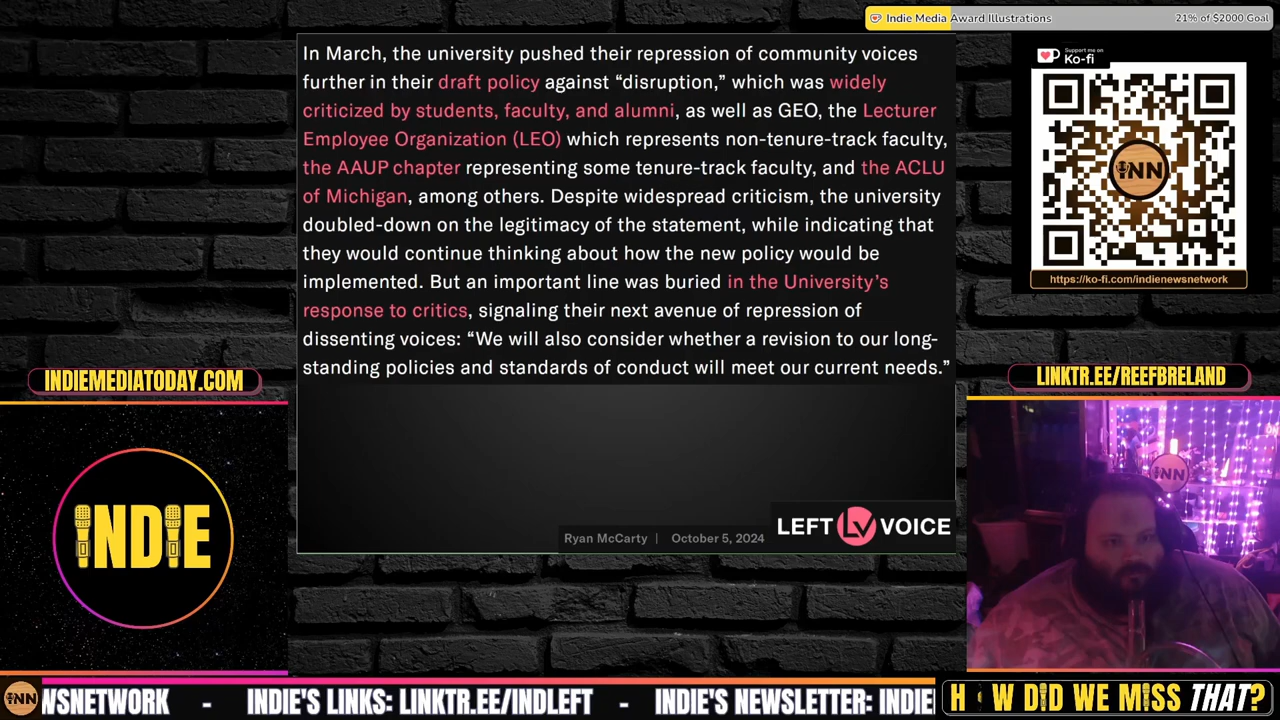 Indie Media Award Illustrations
21% of $2000 Goal
In March, the university pushed their repression of community voices
further in their draft policy against “disruption,” which was widely
criticized by students, faculty, and alumni, as well as GEO, the Lecturer
Employee Organization (LEO) which represents non-tenure-track faculty,
the AAUP chapter representing some tenure-track faculty, and the ACLU
of Michigan, among others. Despite widespread criticism, the university
doubled-down on the legitimacy of the statement, while indicating that
they would continue thinking about how the new policy would be
implemented. But an important line was buried in the University’s
response to critics, signaling their next avenue of repression of
dissenting voices: “We will also consider whether a revision to our long-
standing policies and standards of conduct will meet our current needs.”
Ryan McCarty | October 5, 2024
LEFT LV VOICE
Support me on
Ko-fi
INN
https://ko-fi.com/indienewsnetwork
INDIEMEDIATODAY.COM
INDIE
LINKTR.EE/REEFBRELAND
INN
INN
WSNETWORK - INDIE'S LINKS: LINKTR.EE/INDLEFT - INDIE'S NEWSLETTER: INDIE
HOW DID WE MISS THAT?